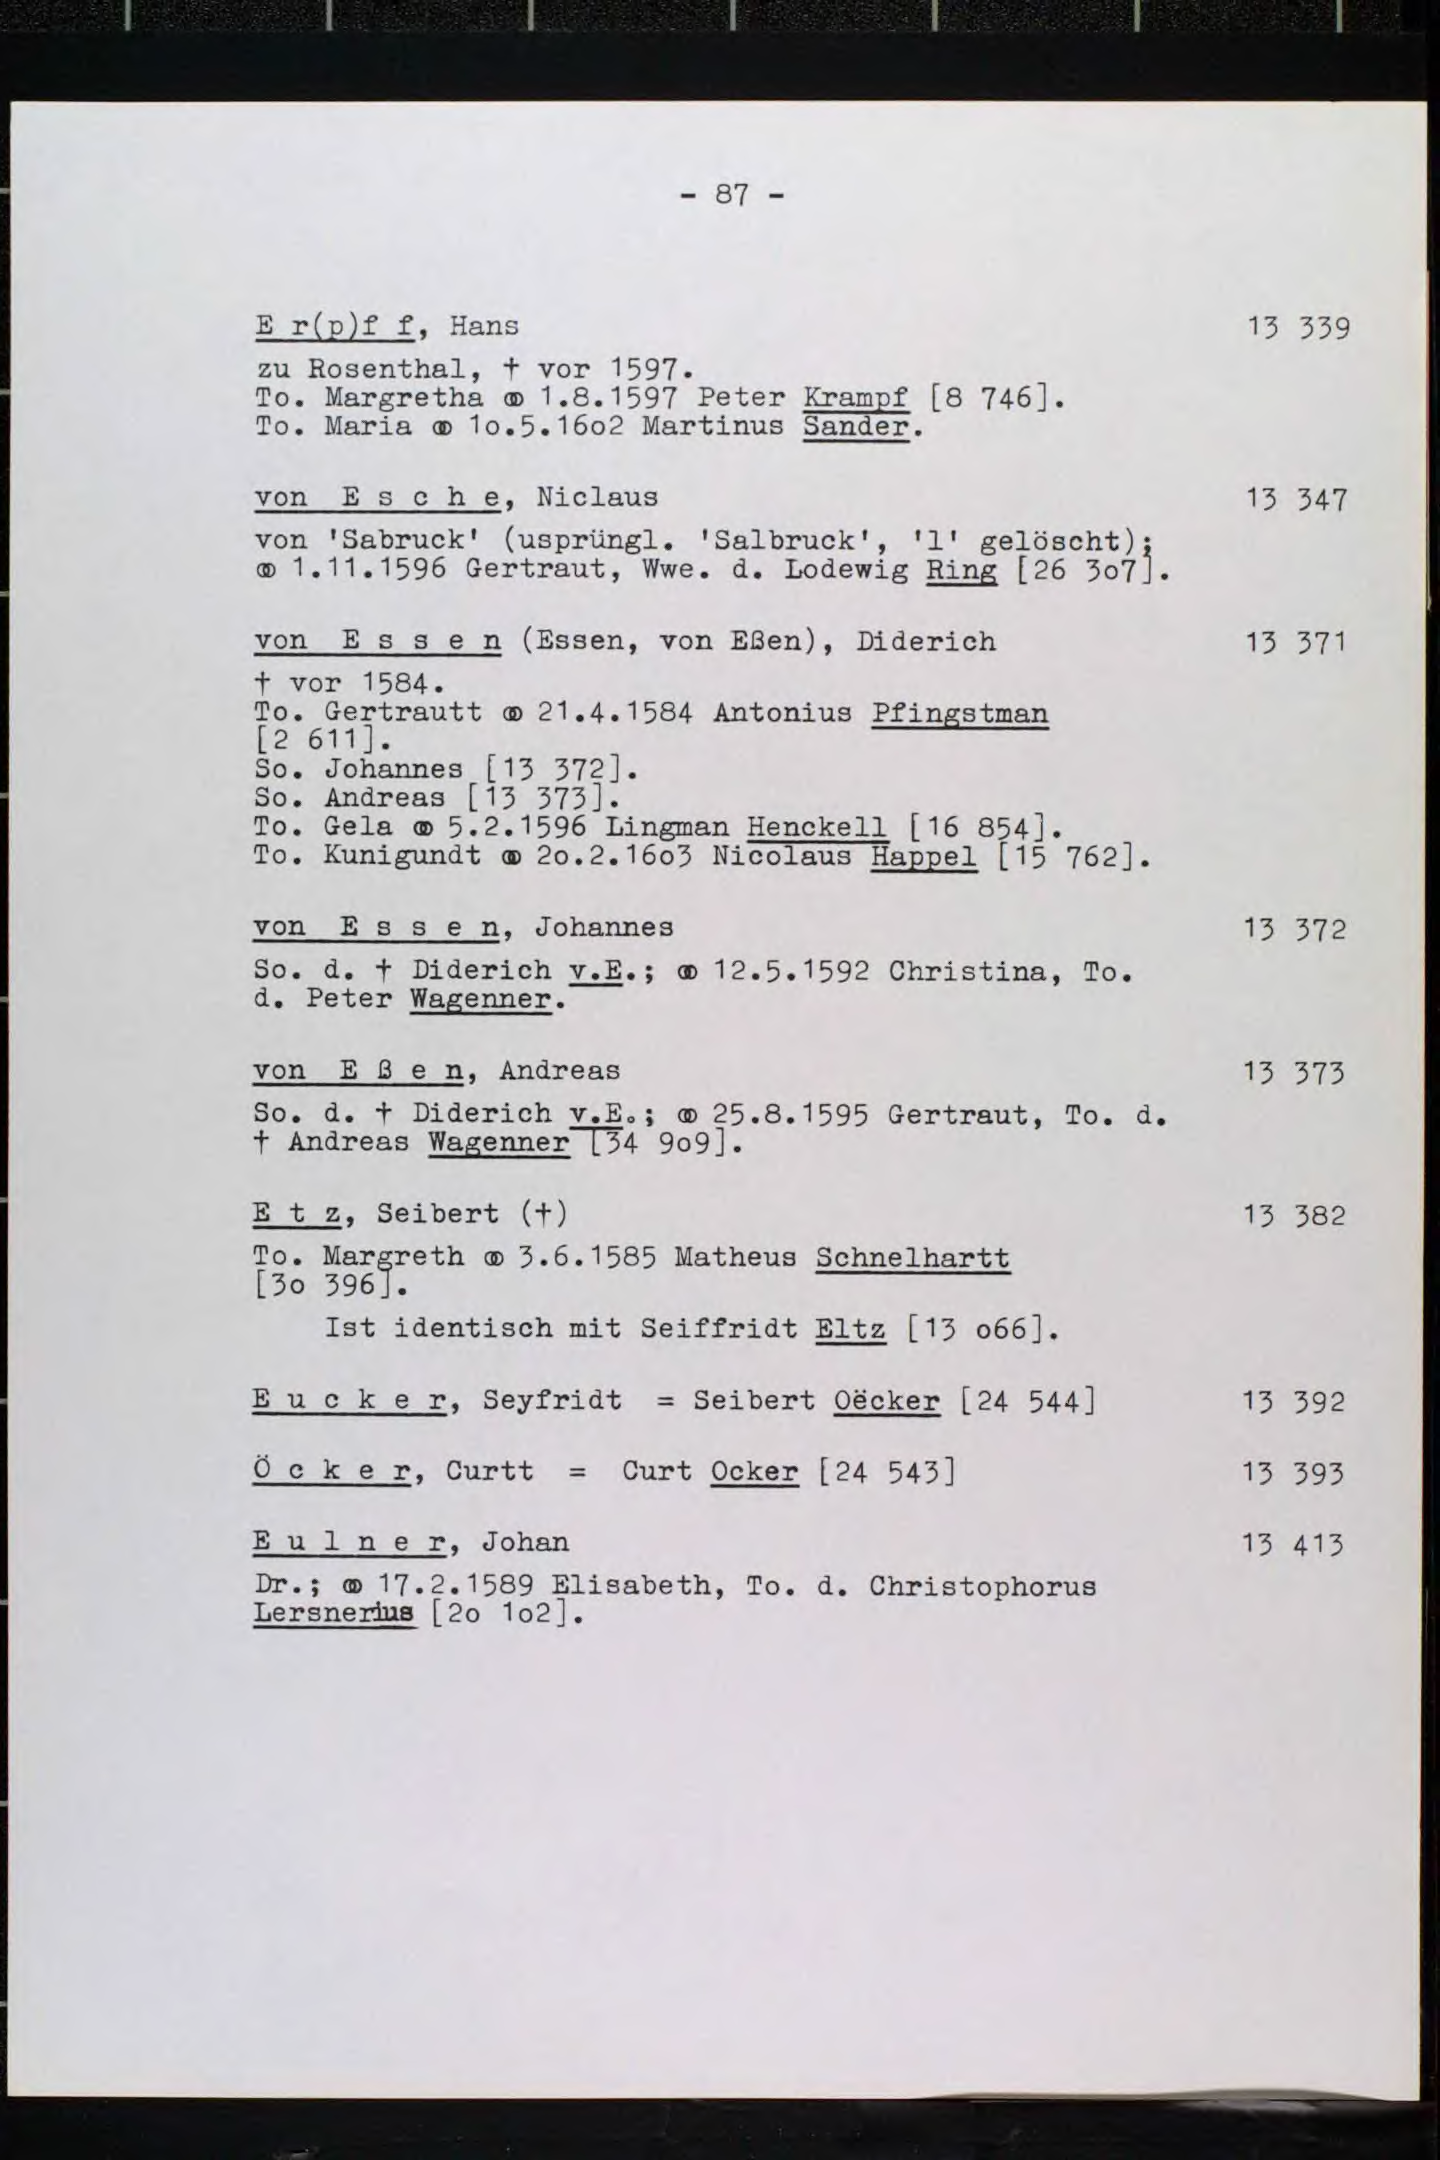 - 87 -
E r(p)f f, Hans 13 339
zu Rosenthal, † vor 1597.
To. Margretha ⚭ 1.8.1597 Peter Krampf [8 746].
To. Maria ⚭ 1o.5.16o2 Martinus Sander.
von E s c h e, Niclaus 13 347
von 'Sabruck' (usprüngl. 'Salbruck', 'l' gelöscht);
⚭ 1.11.1596 Gertraut, Wwe. d. Lodewig Ring [26 3o7].
von E s s e n (Essen, von Eßen), Diderich 13 371
† vor 1584.
To. Gertrautt ⚭ 21.4.1584 Antonius Pfingstman
[2 611].
So. Johannes [13 372].
So. Andreas [13 373].
To. Gela ⚭ 5.2.1596 Lingman Henckell [16 854].
To. Kunigundt ⚭ 2o.2.16o3 Nicolaus Happel [15 762].
von E s s e n, Johannes 13 372
So. d. † Diderich v.E.; ⚭ 12.5.1592 Christina, To.
d. Peter Wagenner.
von E ß e n, Andreas 13 373
So. d. † Diderich v.E.; ⚭ 25.8.1595 Gertraut, To. d.
† Andreas Wagenner [34 9o9].
E t z, Seibert (†) 13 382
To. Margreth ⚭ 3.6.1585 Matheus Schnelhartt
[3o 396].
Ist identisch mit Seiffridt Eltz [13 o66].
E u c k e r, Seyfridt = Seibert Oëcker [24 544] 13 392
Ö c k e r, Curtt = Curt Ocker [24 543] 13 393
E u l n e r, Johan 13 413
Dr.; ⚭ 17.2.1589 Elisabeth, To. d. Christophorus
Lersnerius [2o 1o2].